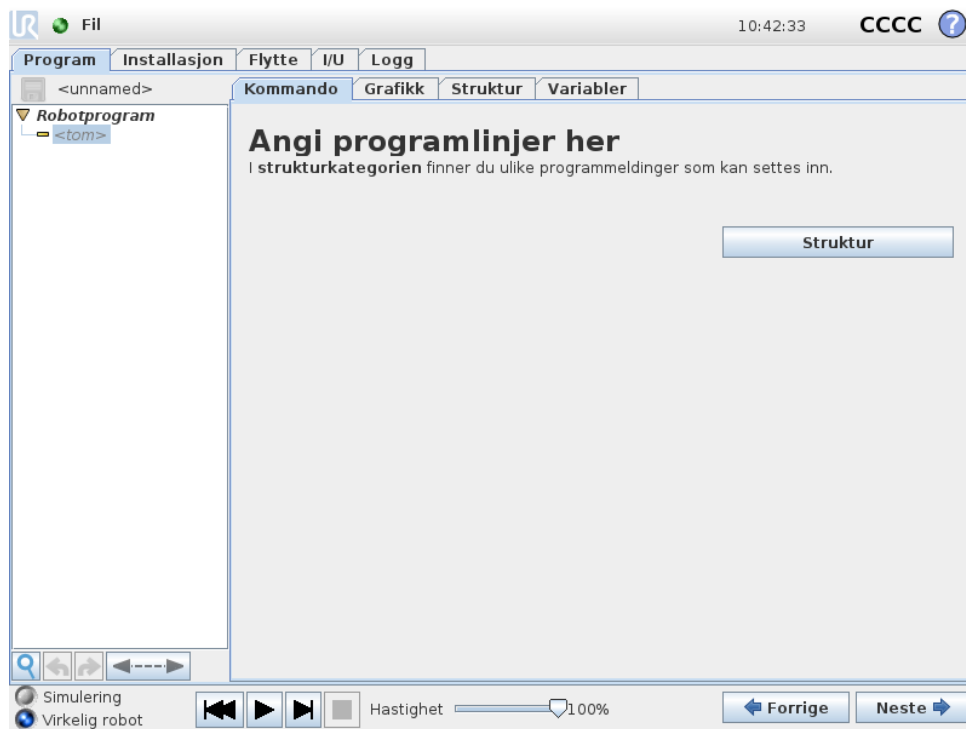 UR Fil 10:42:33 CCCC ?
Program Installasjon Flytte I/U Logg
<unnamed> Kommando Grafikk Struktur Variabler
Robotprogram
<tom>
Angi programlinjer her
I strukturkategorien finner du ulike programmeldinger som kan settes inn.
Struktur
Simulering
Virkelig robot
Hastighet 100%
Forrige Neste